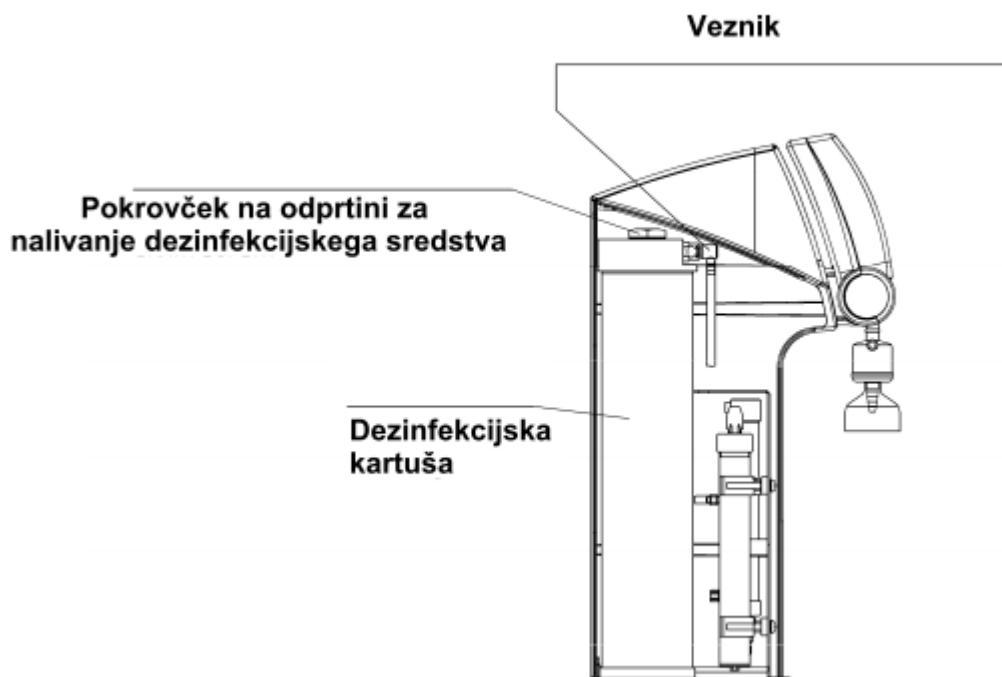 Veznik
Pokrovček na odprtini za
nalivanje dezinfekcijskega sredstva
Dezinfekcijska
kartuša